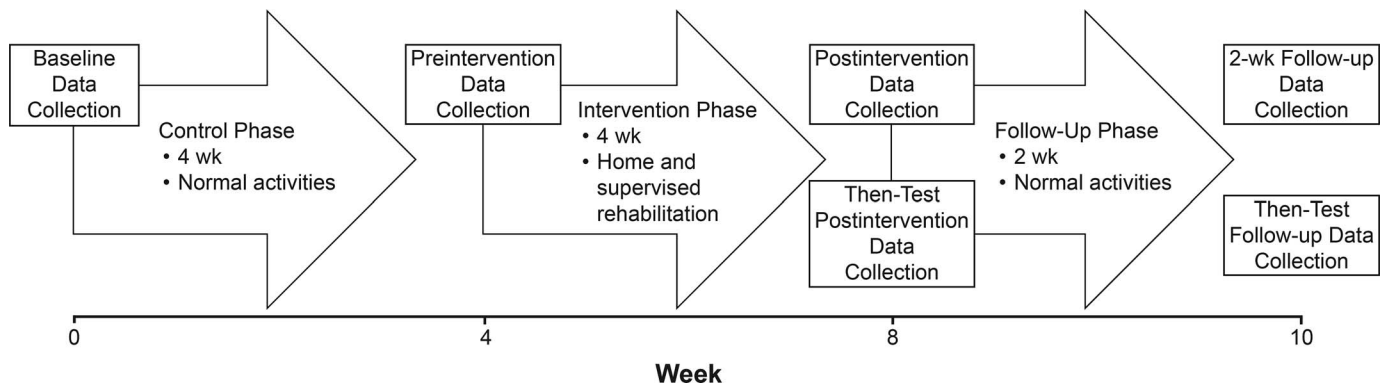 Baseline
Data
Collection
Control Phase
• 4 wk
• Normal activities
Preintervention
Data
Collection
Intervention Phase
• 4 wk
• Home and
supervised
rehabilitation
Postintervention
Data
Collection
Then-Test
Postintervention
Data
Collection
Follow-Up Phase
• 2 wk
• Normal activities
2-wk Follow-up
Data
Collection
Then-Test
Follow-up Data
Collection
0
4
8
10
Week